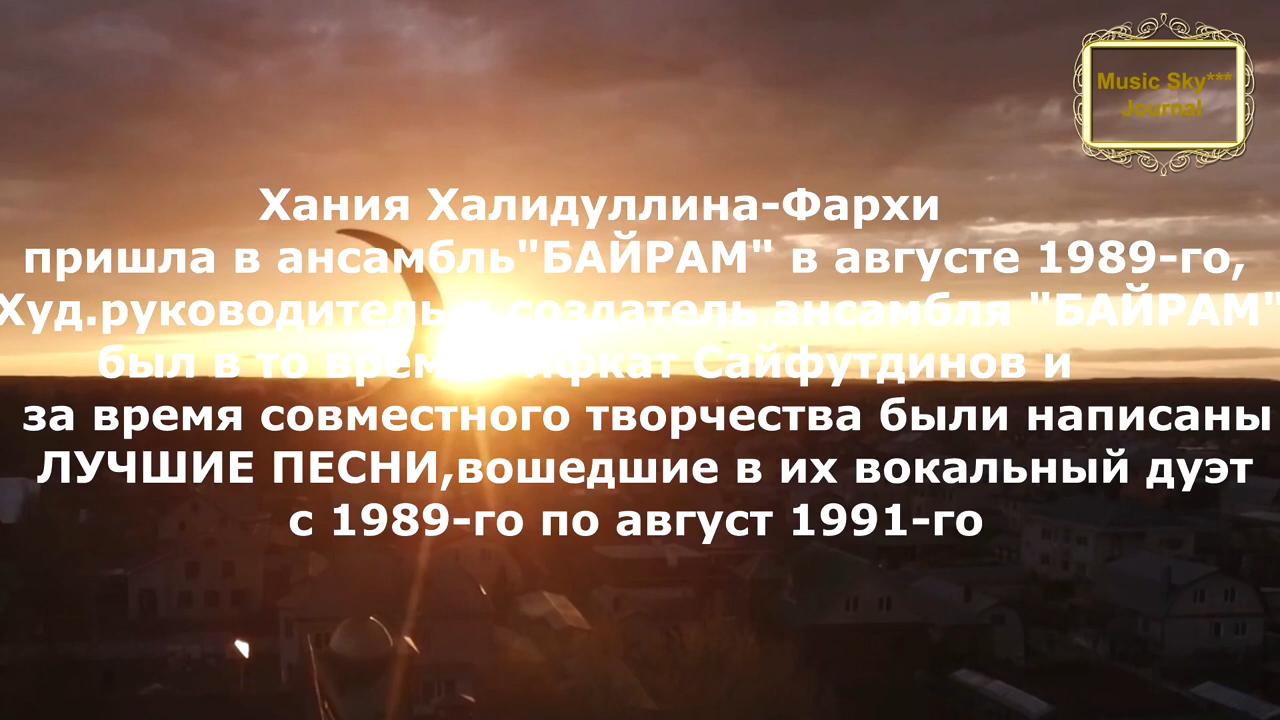 Music Sky***
Journal
Хания Халидуллина-Фархи
пришла в ансамбль"БАЙРАМ" в августе 1989-го,
Худ.руководитель и создатель ансамбля "БАЙРАМ"
был в то время Сайфутдинов и
за время совместного творчества были написаны
ЛУЧШИЕ ПЕСНИ,вошедшие в их вокальный дуэт
с 1989-го по август 1991-го